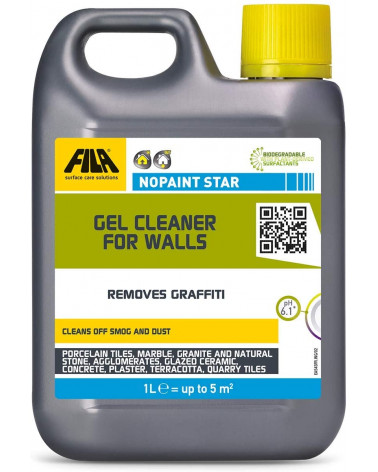 FILA
surface care solutions
BIODEGRADABLE
SURFACTANTS
NOPAINT STAR
GEL CLEANER
FOR WALLS
REMOVES GRAFFITI
pH
6.1
CLEANS OFF SMOG AND DUST
PORCELAIN TILES, MARBLE, GRANITE AND NATURAL
STONE, AGGLOMERATES, GLAZED CERAMIC,
CONCRETE, PLASTER, TERRACOTTA, QUARRY TILES
1L ℮ = up to 5 m²